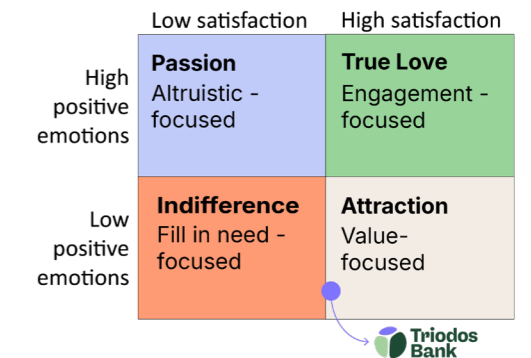 Low satisfaction High satisfaction
High
positive
emotions
Passion
Altruistic -
focused
True Love
Engagement -
focused
Low
positive
emotions
Indifference
Fill in need -
focused
Attraction
Value-
focused
Triodos
Bank